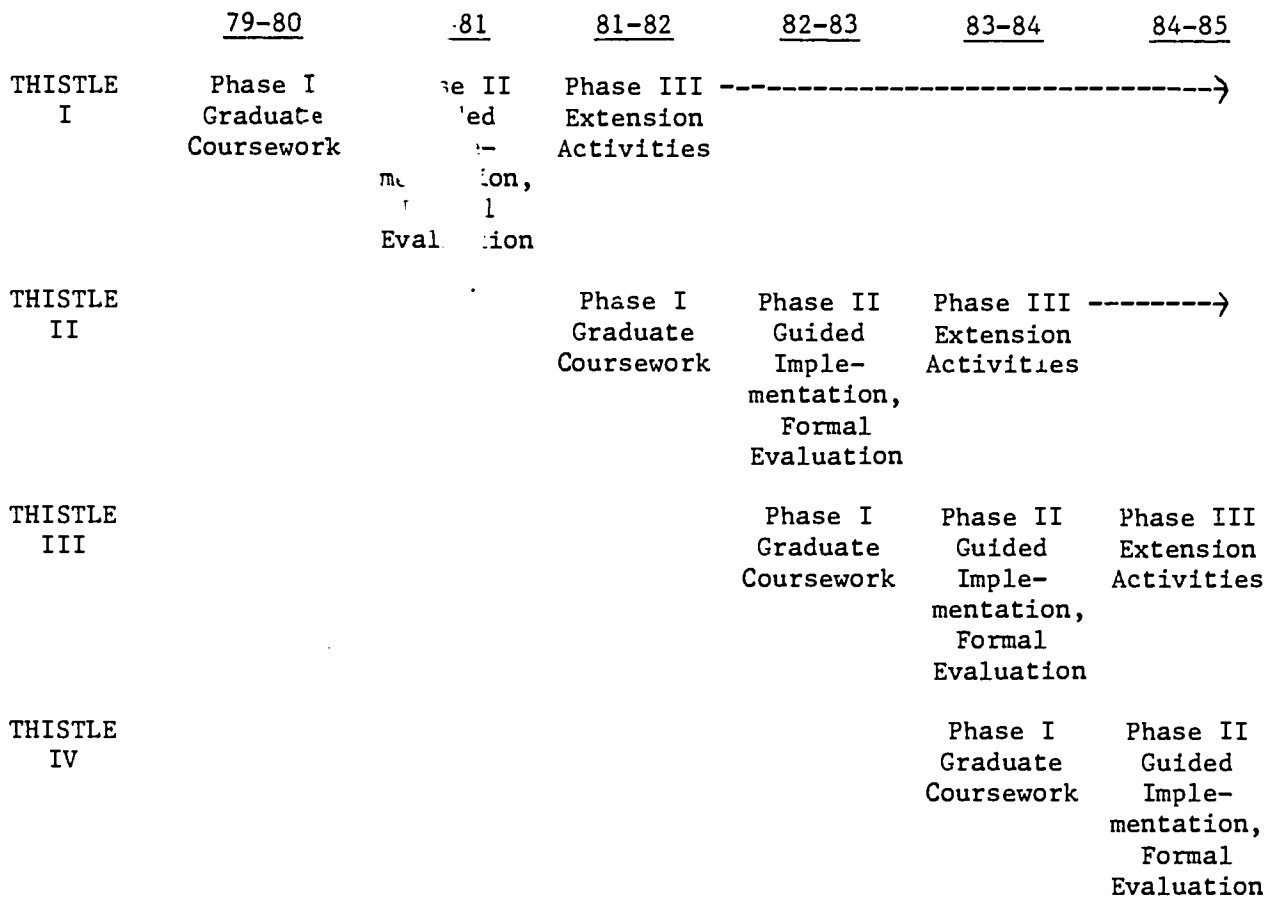 79-80 81-82 82-83 83-84 84-85
THISTLE Phase I II Phase III
I Graduate Extension
Coursework Activities
THISTLE Phase I Phase II Phase III
II Graduate Guided Extension
Coursework Imple- Activities
mentation,
Formal
Evaluation
THISTLE Phase I Phase II Phase III
III Graduate Guided Extension
Coursework Imple- Activities
mentation,
Formal
Evaluation
THISTLE Phase I Phase II
IV Graduate Guided
Coursework Imple-
mentation,
Formal
Evaluation